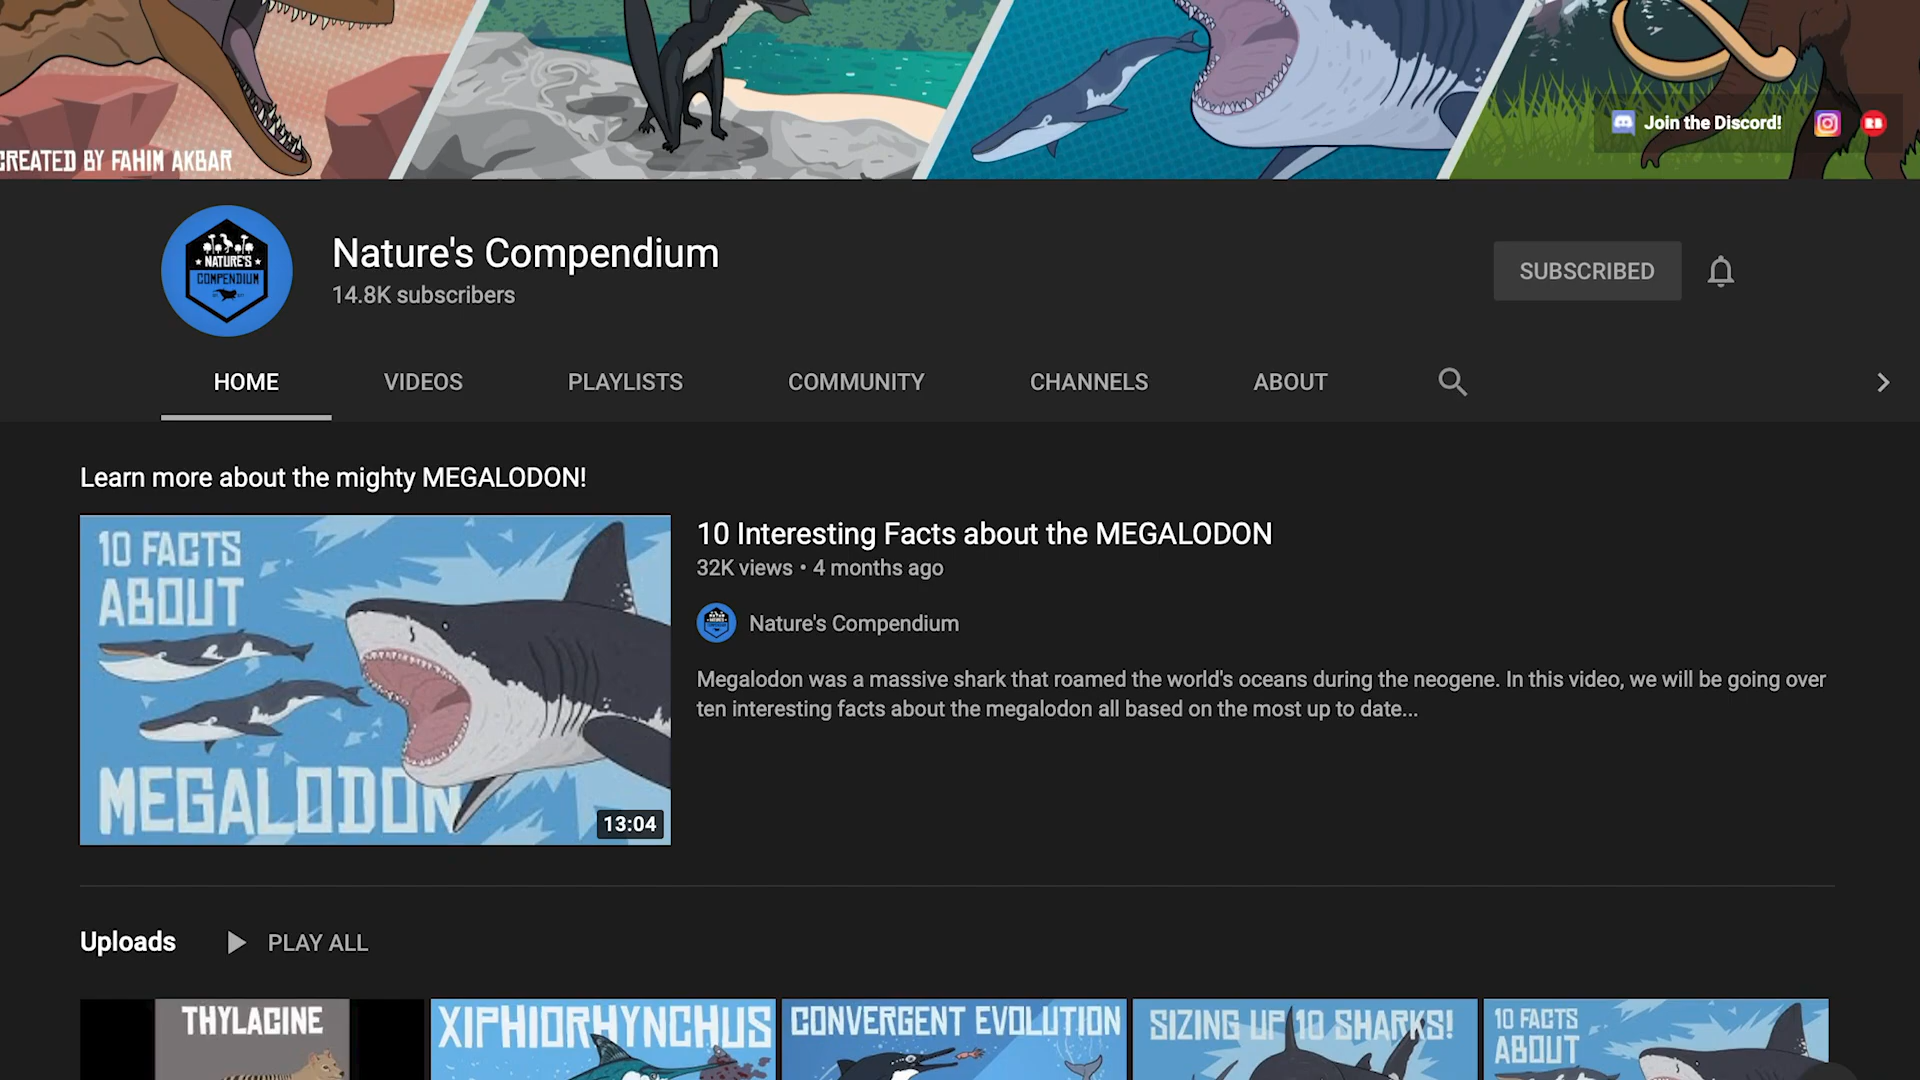 CREATED BY FAHIM AKBAR
Join the Discord!
NATURE'S
COMPENDIUM
Nature's Compendium
14.8K subscribers
SUBSCRIBED
HOME
VIDEOS
PLAYLISTS
COMMUNITY
CHANNELS
ABOUT
Learn more about the mighty MEGALODON!
10 FACTS
ABOUT
MEGALODON
13:04
10 Interesting Facts about the MEGALODON
32K views • 4 months ago
Nature's Compendium
Megalodon was a massive shark that roamed the world's oceans during the neogene. In this video, we will be going over
ten interesting facts about the megalodon all based on the most up to date...
Uploads
PLAY ALL
THYLACINE
XIPHIORHYNCHUS
CONVERGENT EVOLUTION
SIZING UP 10 SHARKS!
10 FACTS
ABOUT